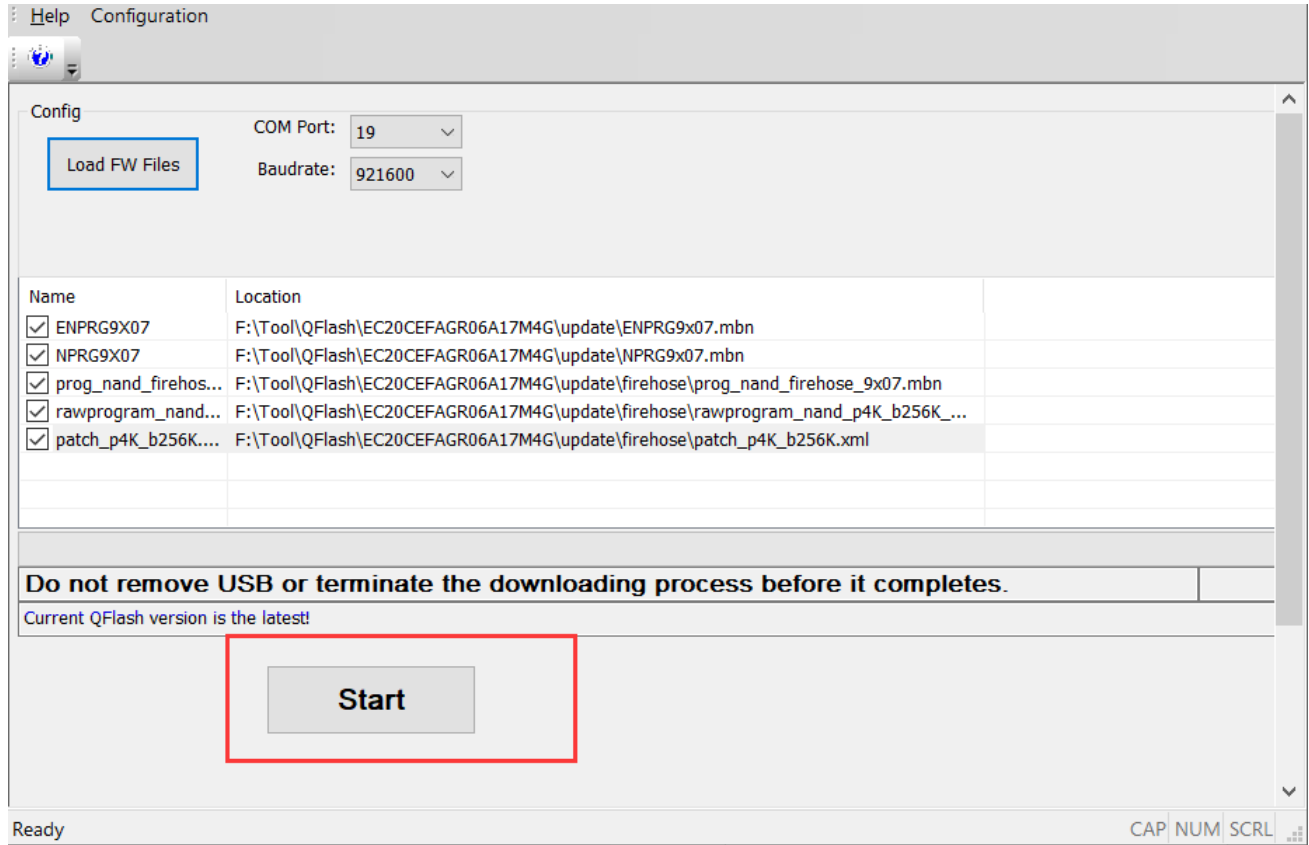 Help Configuration
Config
COM Port: 19
Load FW Files
Baudrate: 921600
Name Location
ENPRG9X07 F:\Tool\QFlash\EC20CEFAGR06A17M4G\update\ENPRG9x07.mbn
NPRG9X07 F:\Tool\QFlash\EC20CEFAGR06A17M4G\update\NPRG9x07.mbn
prog_nand_firehos... F:\Tool\QFlash\EC20CEFAGR06A17M4G\update\firehose\prog_nand_firehose_9x07.mbn
rawprogram_nand... F:\Tool\QFlash\EC20CEFAGR06A17M4G\update\firehose\rawprogram_nand_p4K_b256K_...
patch_p4K_b256K.... F:\Tool\QFlash\EC20CEFAGR06A17M4G\update\firehose\patch_p4K_b256K.xml
Do not remove USB or terminate the downloading process before it completes.
Current QFlash version is the latest!
Start
Ready CAP NUM SCRL